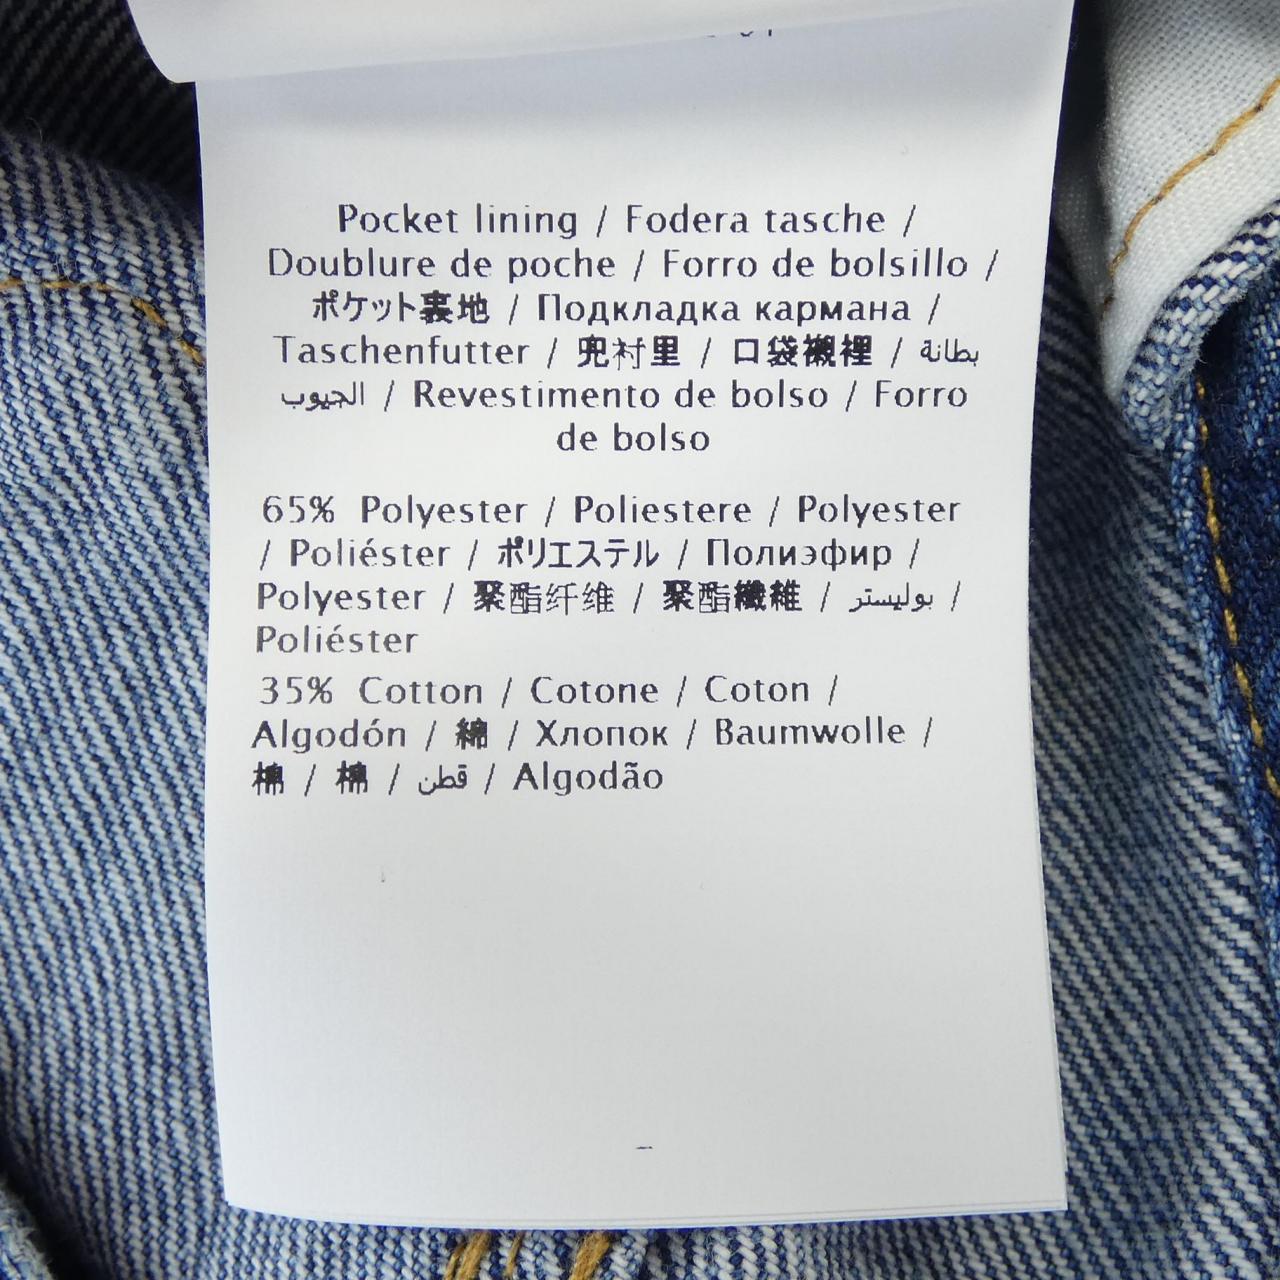 Pocket lining / Fodera tasche /
Doublure de poche / Forro de bolsillo /
ポケット裏地 / Подкладка кармана /
Taschenfutter / 兜衬里 / 口袋襯裡 / بطانة
الجيوب / Revestimento de bolso / Forro
de bolso
65% Polyester / Poliestere / Polyester
/ Poliéster / ポリエステル / Полиэфир /
Polyester / 聚酯纤维 / 聚酯纖維 / بوليستر /
Poliéster
35% Cotton / Cotone / Coton /
Algodón / 綿 / Хлопок / Baumwolle /
棉 / 棉 / قطن / Algodão